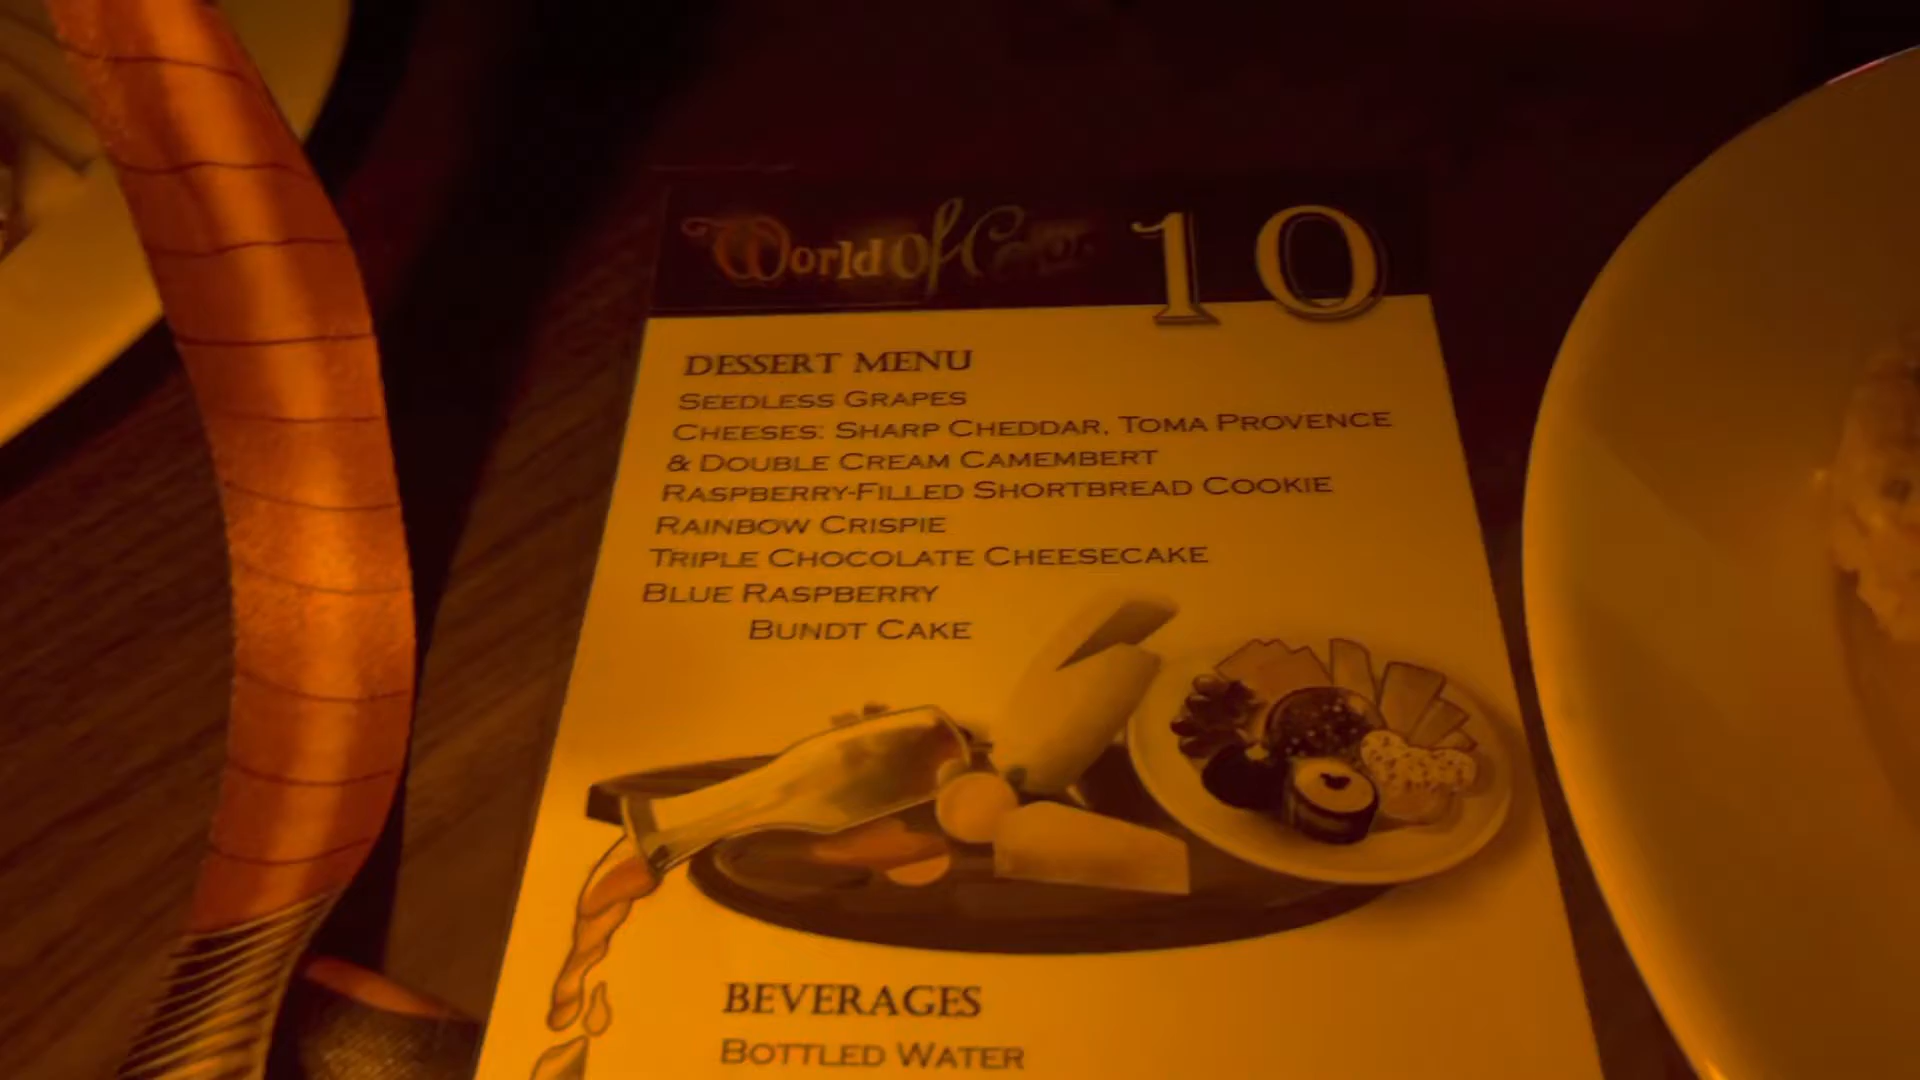 World Of Color 10
DESSERT MENU
SEEDLESS GRAPES
CHEESES: SHARP CHEDDAR, TOMA PROVENCE
& DOUBLE CREAM CAMEMBERT
RASPBERRY-FILLED SHORTBREAD COOKIE
RAINBOW CRISPIE
TRIPLE CHOCOLATE CHEESECAKE
BLUE RASPBERRY
BUNDT CAKE
BEVERAGES
BOTTLED WATER